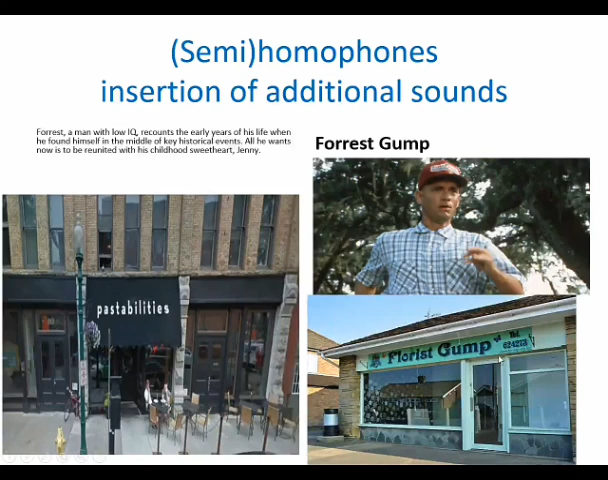 (Semi)homophones
insertion of additional sounds
Forrest, a man with low IQ, recounts the early years of his life when
he found himself in the middle of key historical events. All he wants
now is to be reunited with his childhood sweetheart, Jenny.
Forrest Gump
pastabilities
Florist Gump
Tel.
624273